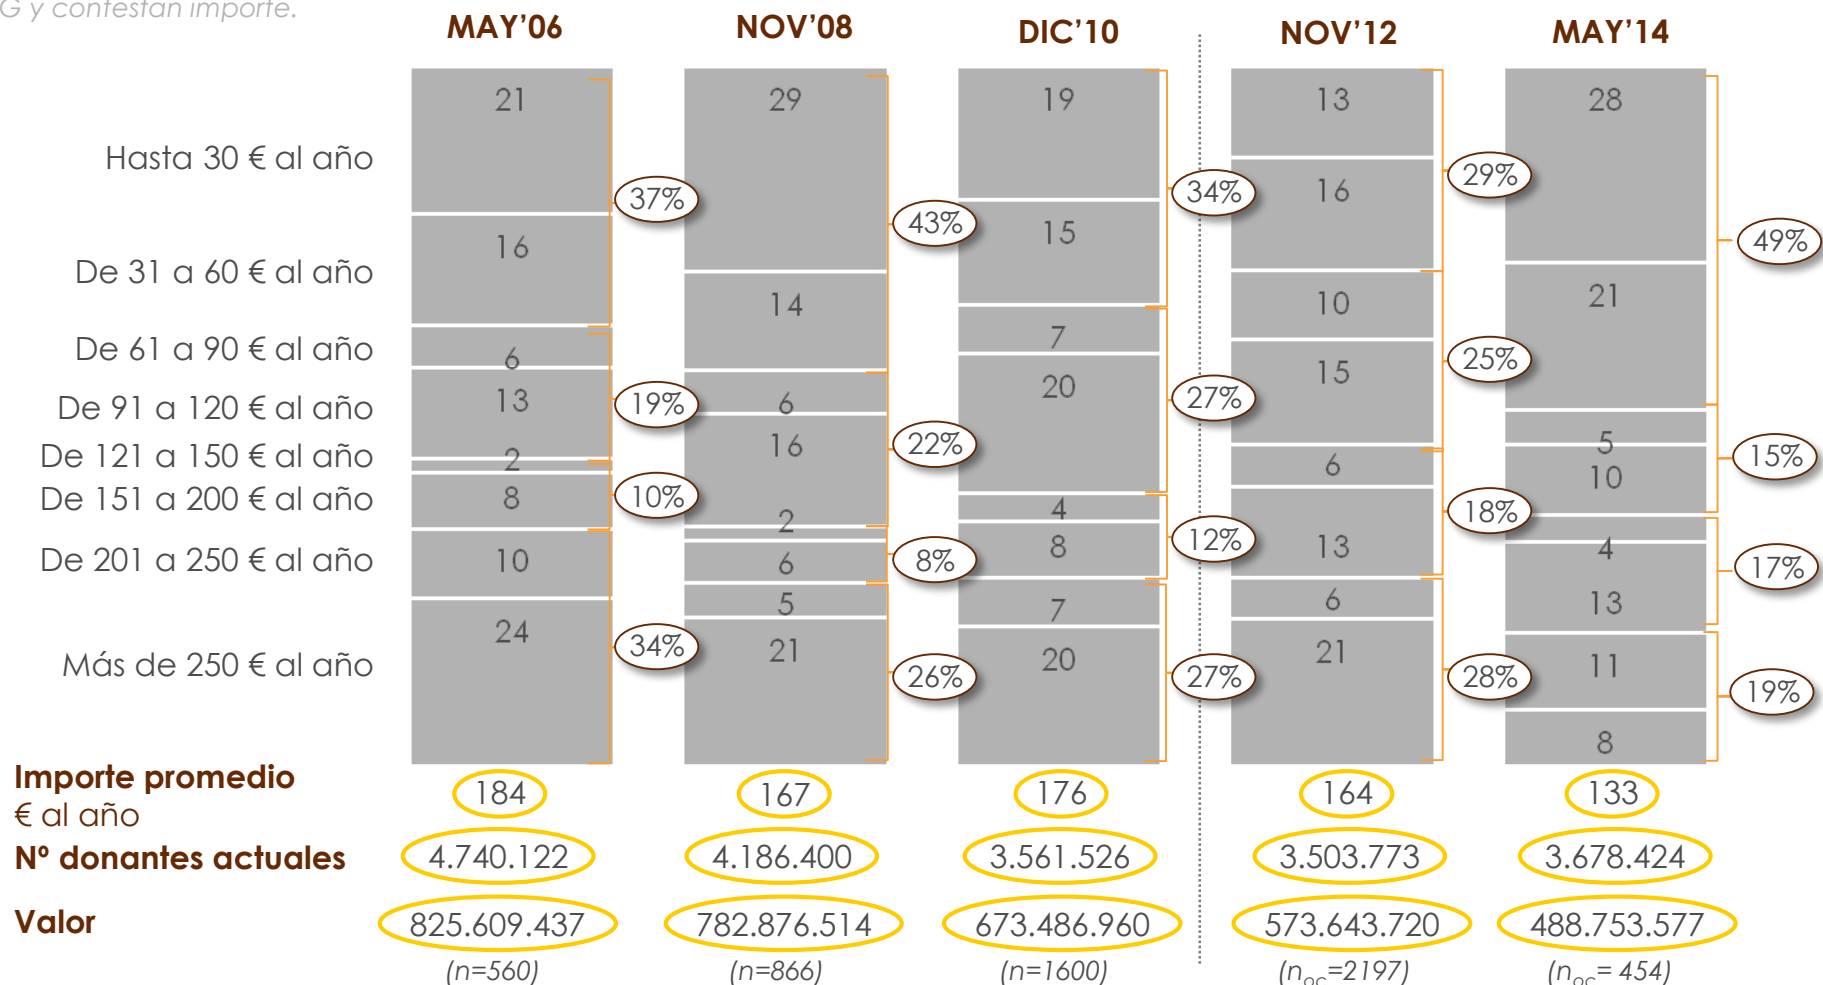 G y contestan importe.
MAY’06 NOV’08 DIC’10 NOV’12 MAY’14
21 29 19 13 28
Hasta 30 € al año
37% 43% 34% 29% 49%
16 14 15 16 21
De 31 a 60 € al año
De 61 a 90 € al año
6 6 7 10 5
De 91 a 120 € al año
13 16 20 15 10
19% 22% 27% 25% 15%
De 121 a 150 € al año
2 2 4 6 4
De 151 a 200 € al año
8 6 8 13 13
10% 8% 12% 18% 17%
De 201 a 250 € al año
10 5 7 6 11
Más de 250 € al año
24 21 20 21 8
34% 26% 27% 28% 19%
Importe promedio
€ al año
184 167 176 164 133
Nº donantes actuales
4.740.122 4.186.400 3.561.526 3.503.773 3.678.424
Valor
825.609.437 782.876.514 673.486.960 573.643.720 488.753.577
(n=560) (n=866) (n=1600) (noc=2197) (noc= 454)